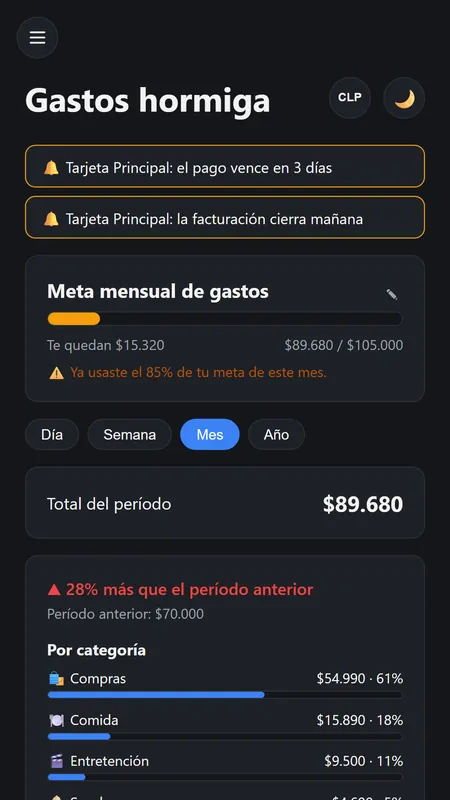 Gastos hormiga
CLP
Tarjeta Principal: el pago vence en 3 días
Tarjeta Principal: la facturación cierra mañana
Meta mensual de gastos
Te quedan $15.320
$89.680 / $105.000
Ya usaste el 85% de tu meta de este mes.
Día
Semana
Mes
Año
Total del período
$89.680
▲ 28% más que el período anterior
Período anterior: $70.000
Por categoría
Compras
$54.990 · 61%
Comida
$15.890 · 18%
Entretención
$9.500 · 11%